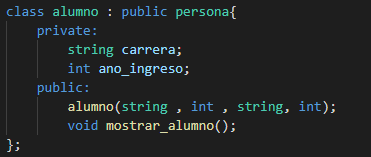 class alumno : public persona{
    private:
        string carrera;
        int ano_ingreso;
    public:
        alumno(string , int , string, int);
        void mostrar_alumno();
};